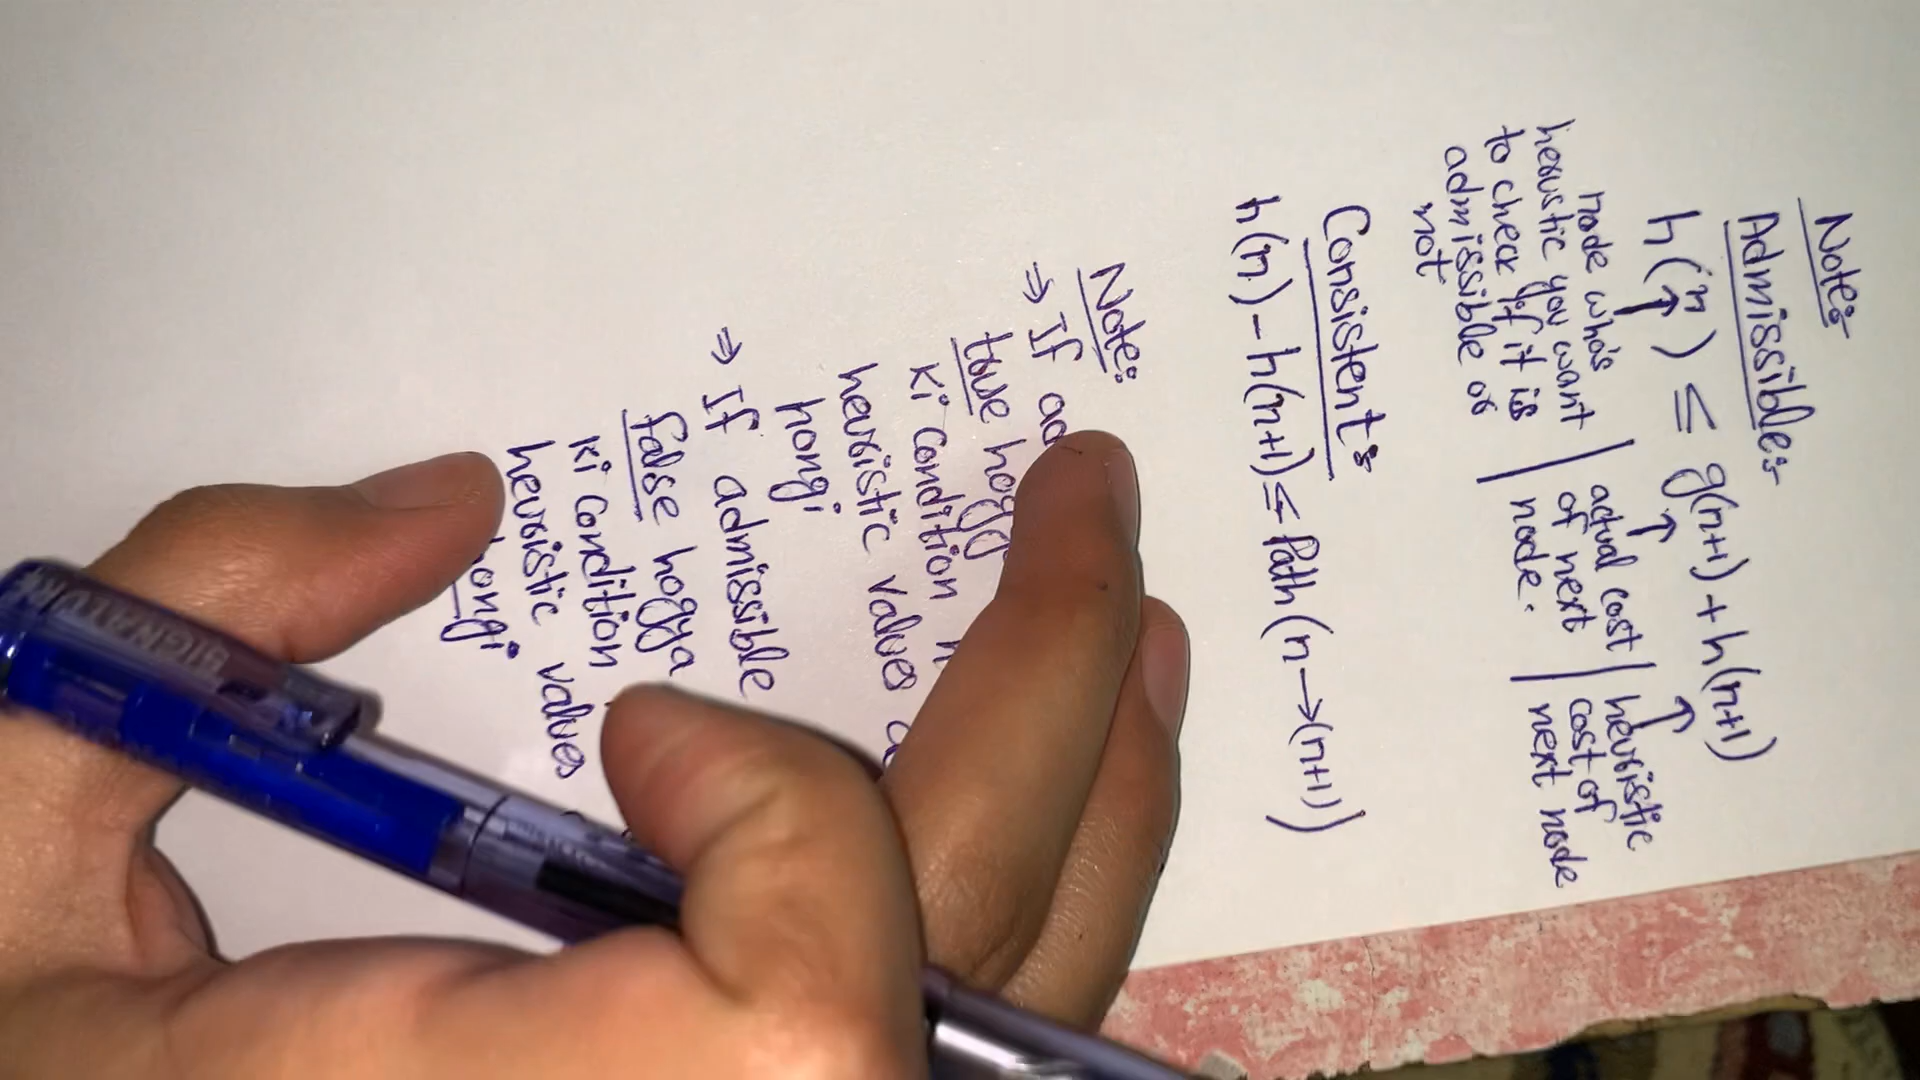 Note:-
Admissible:-
h(n) ≤ g(n+1) + h(n+1)
node who's
heuristic you want
to check if it is
admissible or
not
actual cost
of next
node.
heuristic
cost of
next node
Consistent:
h(n) - h(n+1) ≤ Path(n→(n+1))
Note:
⇒ If
true
ki condition
heuristic values
hongi
⇒ If admissible
false hogya
ki condition
heuristic values
hongi
SIGNATURE